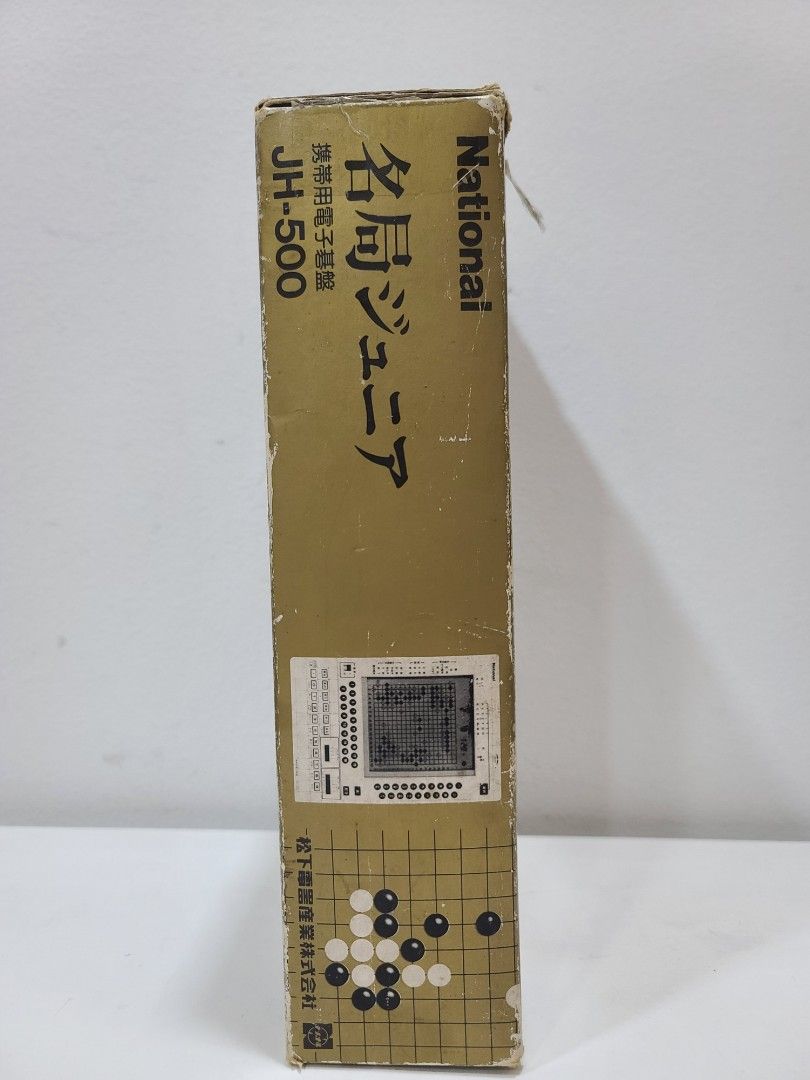 National
名局ジュニア
携帯用電子碁盤
JH-500
松下電器産業株式会社